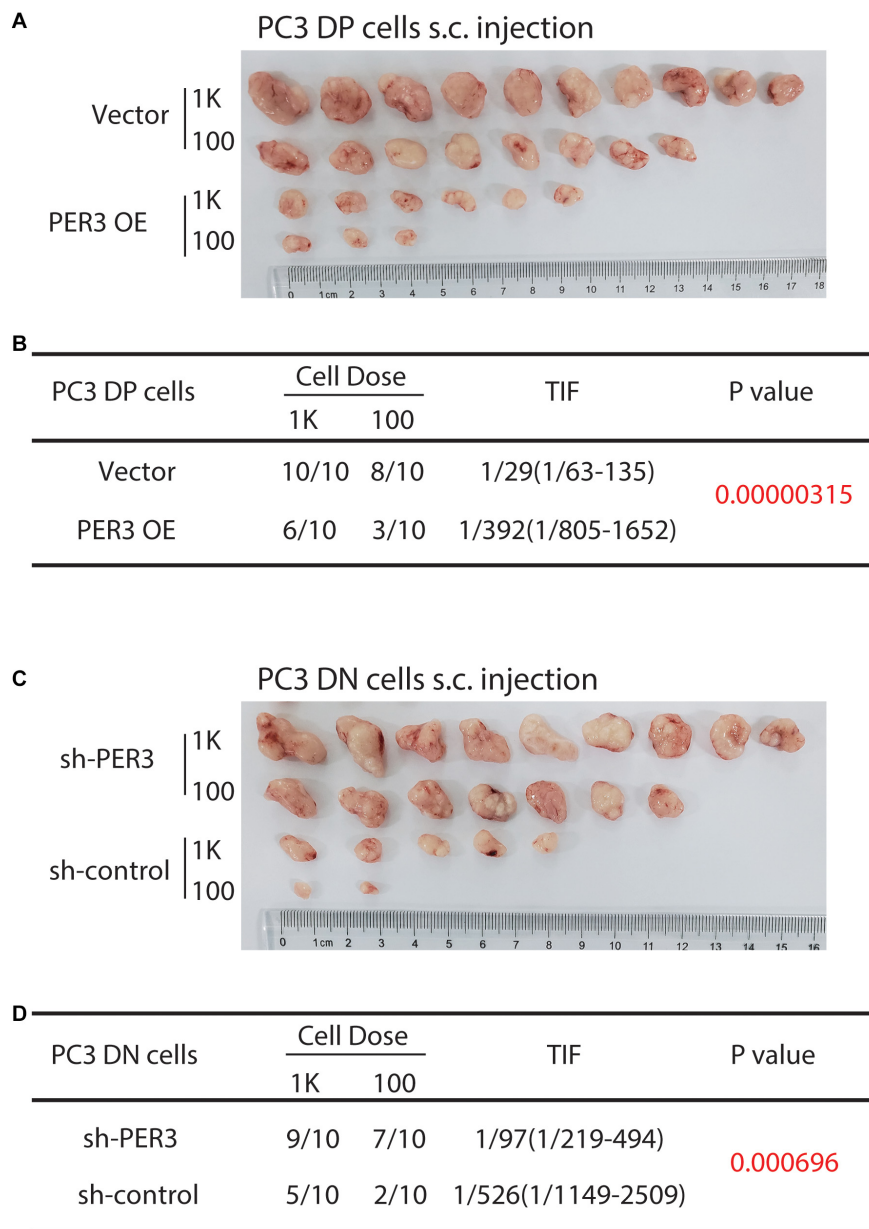 A
PC3 DP cells s.c. injection
Vector
1K
100
PER3 OE
1K
100
0 1cm 2 3 4 5 6 7 8 9 10 11 12 13 14 15 16 17 18
B
PC3 DP cells Cell Dose TIF P value
1K 100
Vector 10/10 8/10 1/29(1/63-135)
0.00000315
PER3 OE 6/10 3/10 1/392(1/805-1652)
C
PC3 DN cells s.c. injection
sh-PER3
1K
100
sh-control
1K
100
0 1cm 2 3 4 5 6 7 8 9 10 11 12 13 14 15 16
D
PC3 DN cells Cell Dose TIF P value
1K 100
sh-PER3 9/10 7/10 1/97(1/219-494)
0.000696
sh-control 5/10 2/10 1/526(1/1149-2509)